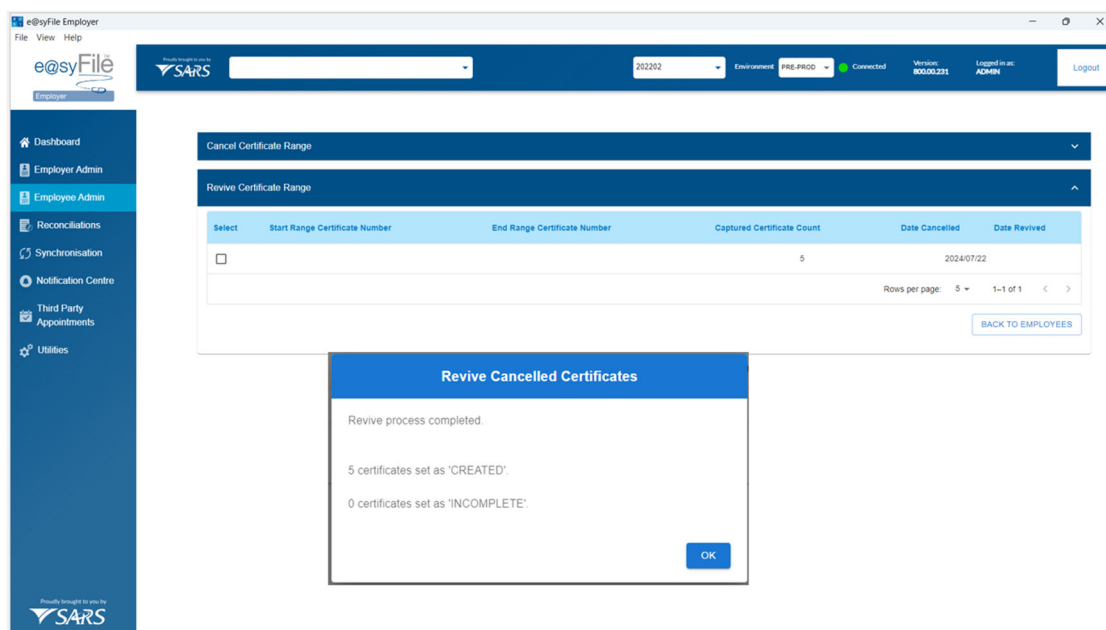 e@syFile Employer
File View Help
e@syFile
Employer
Proudly brought to you by
SARS
202202
Environment PRE-PROD Connected
Version: 800.00.231
Logged in as: ADMIN
Logout
Dashboard
Employer Admin
Employee Admin
Reconciliations
Synchronisation
Notification Centre
Third Party
Appointments
Utilities
Cancel Certificate Range
Revive Certificate Range
Select Start Range Certificate Number End Range Certificate Number Captured Certificate Count Date Cancelled Date Revived
5 2024/07/22
Rows per page: 5 1–1 of 1
BACK TO EMPLOYEES
Revive Cancelled Certificates
Revive process completed.
5 certificates set as 'CREATED'.
0 certificates set as 'INCOMPLETE'.
OK
Proudly brought to you by
SARS